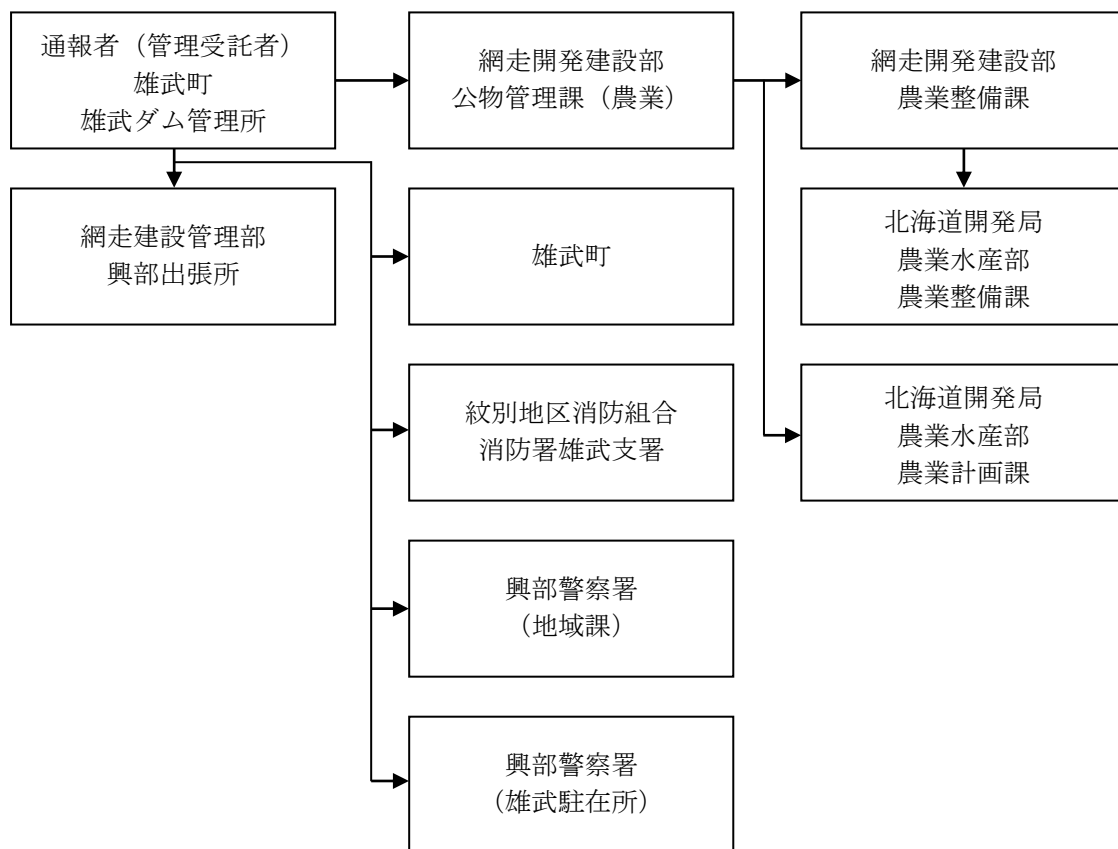 通報者（管理受託者）
雄武町
雄武ダム管理所
網走開発建設部
公物管理課（農業）
網走開発建設部
農業整備課
網走建設管理部
興部出張所
雄武町
北海道開発局
農業水産部
農業整備課
紋別地区消防組合
消防署雄武支署
北海道開発局
農業水産部
農業計画課
興部警察署
（地域課）
興部警察署
（雄武駐在所）